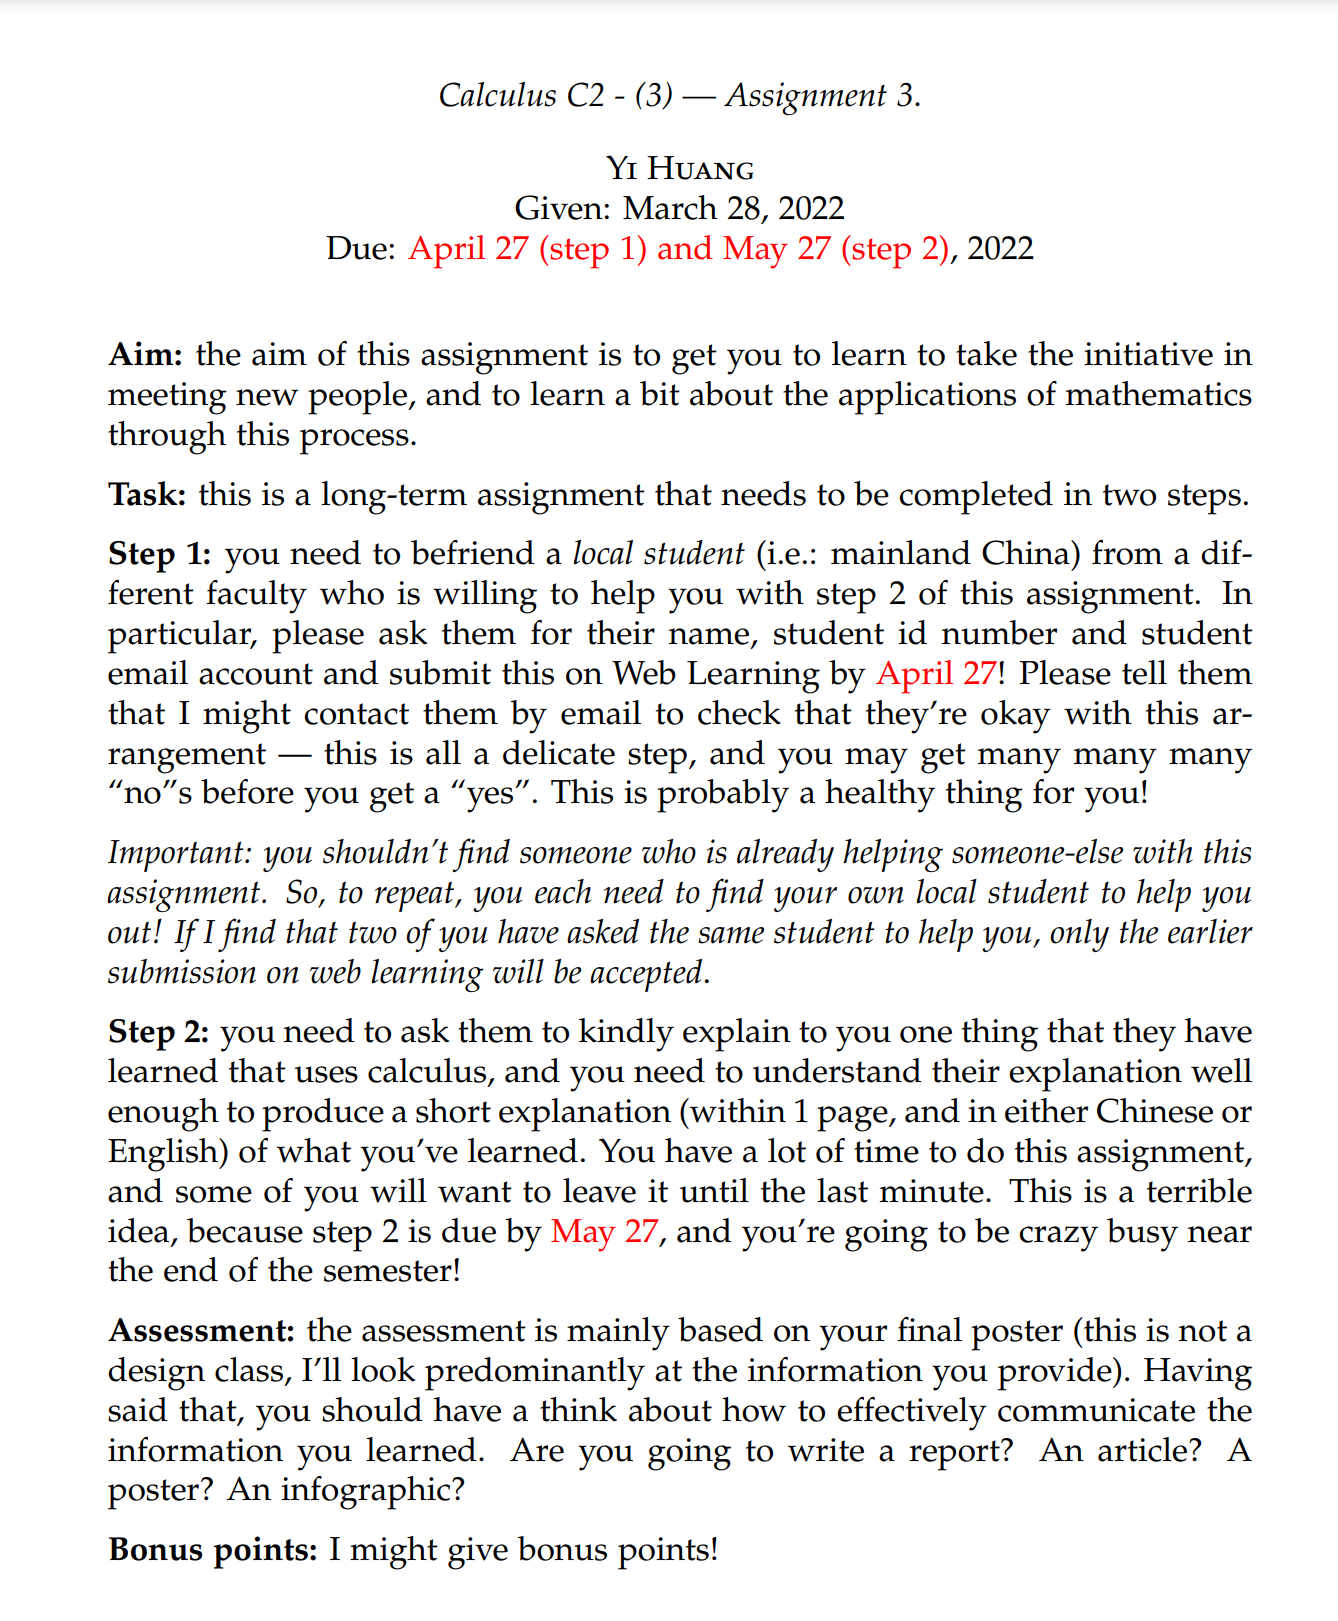 Calculus C2 - (3) — Assignment 3.
Yi Huang
Given: March 28, 2022
Due: April 27 (step 1) and May 27 (step 2), 2022
Aim: the aim of this assignment is to get you to learn to take the initiative in
meeting new people, and to learn a bit about the applications of mathematics
through this process.
Task: this is a long-term assignment that needs to be completed in two steps.
Step 1: you need to befriend a local student (i.e.: mainland China) from a dif-
ferent faculty who is willing to help you with step 2 of this assignment. In
particular, please ask them for their name, student id number and student
email account and submit this on Web Learning by April 27! Please tell them
that I might contact them by email to check that they're okay with this ar-
rangement — this is all a delicate step, and you may get many many many
“no”s before you get a “yes”. This is probably a healthy thing for you!
Important: you shouldn't find someone who is already helping someone-else with this
assignment. So, to repeat, you each need to find your own local student to help you
out! If I find that two of you have asked the same student to help you, only the earlier
submission on web learning will be accepted.
Step 2: you need to ask them to kindly explain to you one thing that they have
learned that uses calculus, and you need to understand their explanation well
enough to produce a short explanation (within 1 page, and in either Chinese or
English) of what you've learned. You have a lot of time to do this assignment,
and some of you will want to leave it until the last minute. This is a terrible
idea, because step 2 is due by May 27, and you're going to be crazy busy near
the end of the semester!
Assessment: the assessment is mainly based on your final poster (this is not a
design class, I'll look predominantly at the information you provide). Having
said that, you should have a think about how to effectively communicate the
information you learned. Are you going to write a report? An article? A
poster? An infographic?
Bonus points: I might give bonus points!